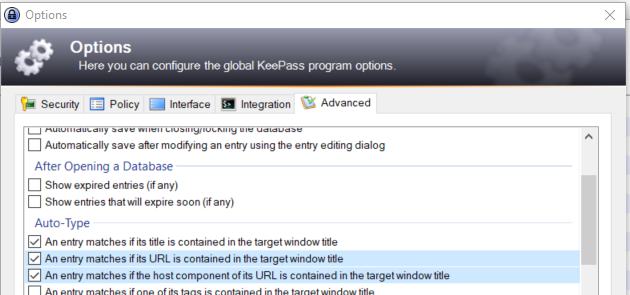 Options
Options
Here you can configure the global KeePass program options.
Security Policy Interface Integration Advanced
Automatically save when closing/locking the database
Automatically save after modifying an entry using the entry editing dialog
After Opening a Database
Show expired entries (if any)
Show entries that will expire soon (if any)
Auto-Type
An entry matches if its title is contained in the target window title
An entry matches if its URL is contained in the target window title
An entry matches if the host component of its URL is contained in the target window title
An entry matches if one of its tags is contained in the target window title